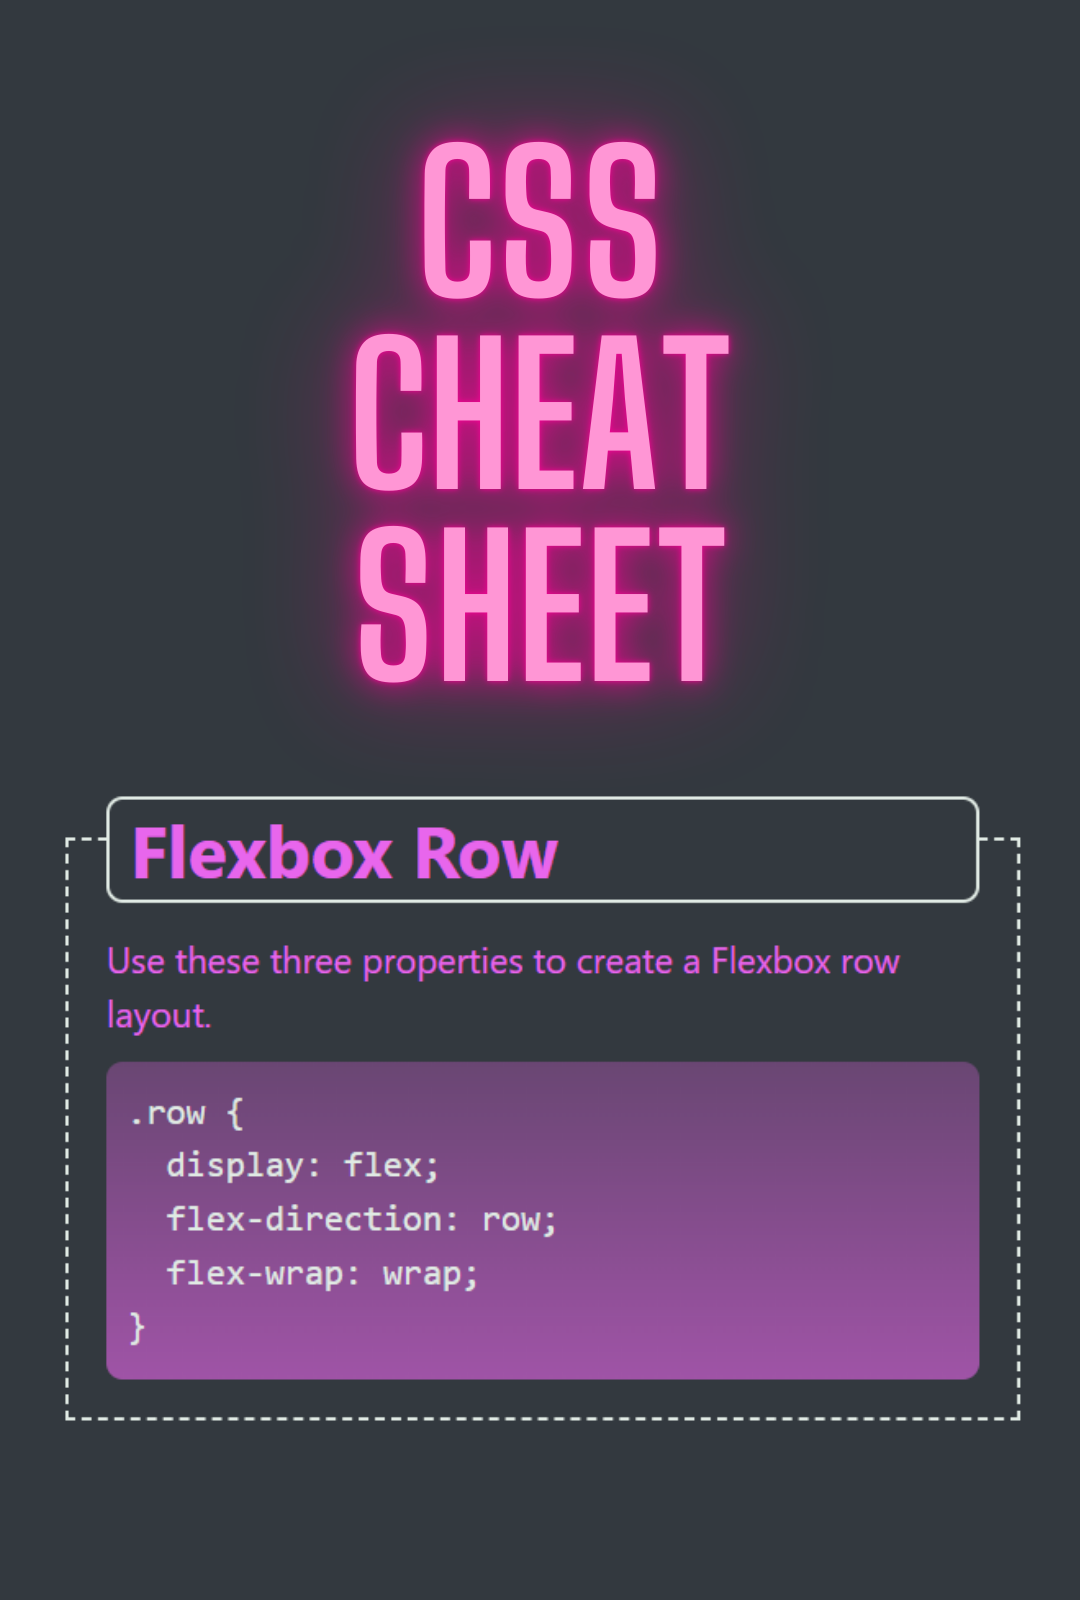 CSS
CHEAT
SHEET
Flexbox Row
Use these three properties to create a Flexbox row
layout.
.row {
  display: flex;
  flex-direction: row;
  flex-wrap: wrap;
}